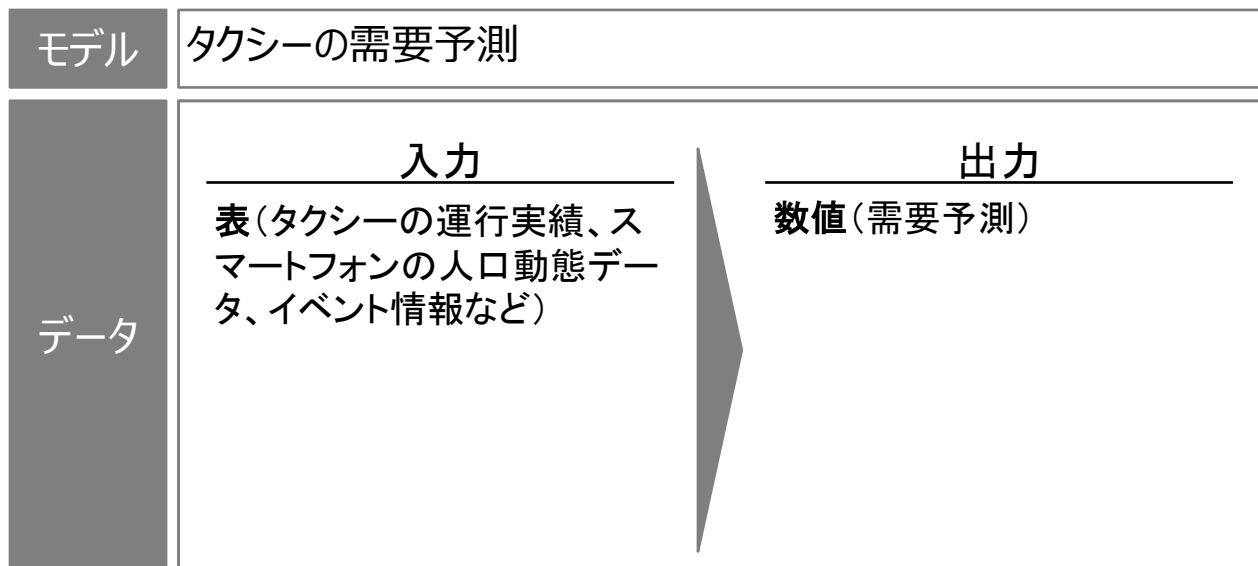 モデル
タクシーの需要予測
データ
入力
表（タクシーの運行実績、ス
マートフォンの人口動態デー
タ、イベント情報など）
出力
数値（需要予測）